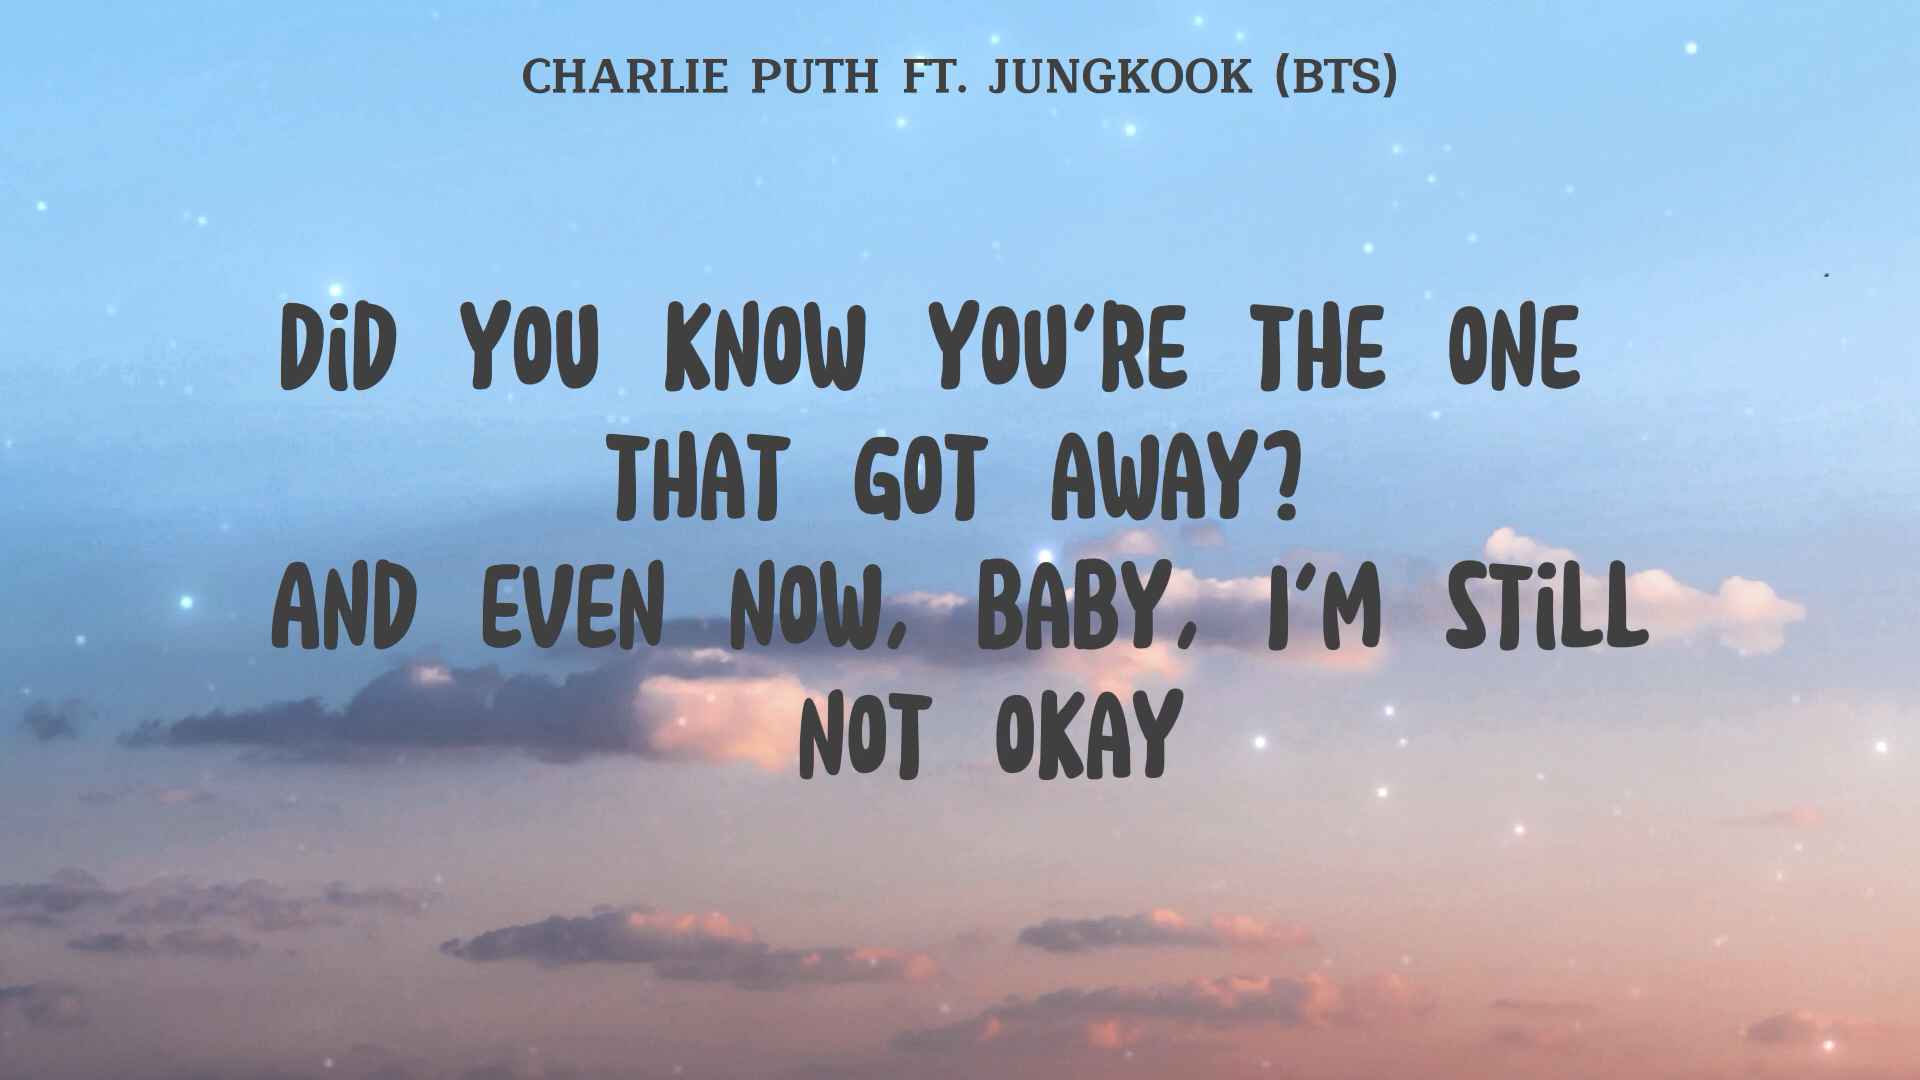 CHARLIE PUTH FT. JUNGKOOK (BTS)
DiD YOU KNOW YOU'RE THE ONE
THAT GOT AWAY?
AND EVEN NOW, BABY, I'M STiLL
NOT OKAY